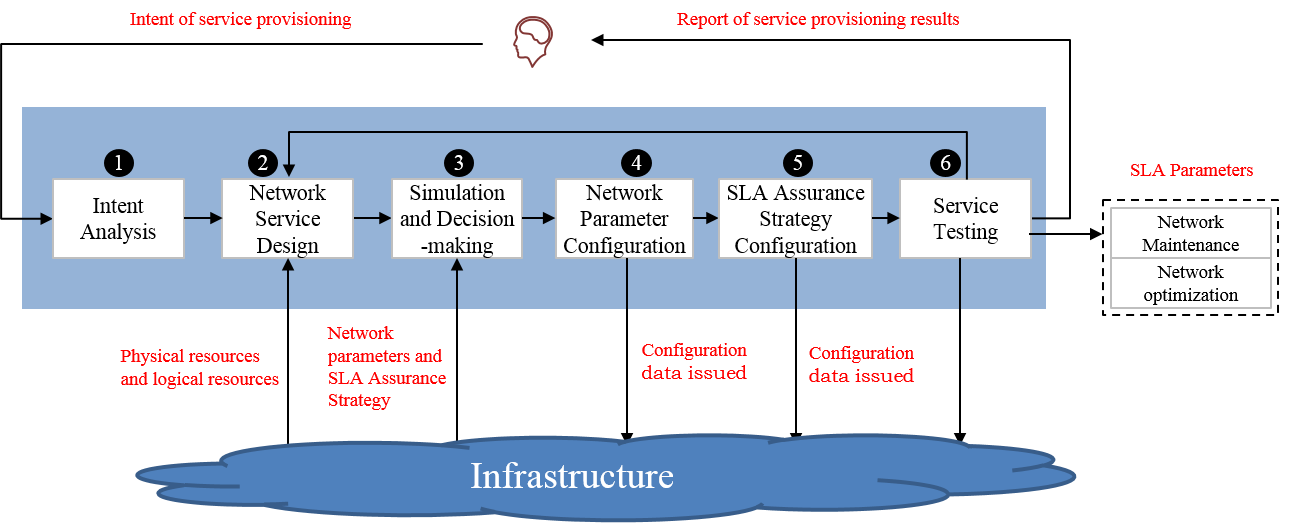 Intent of service provisioning
Report of service provisioning results
1
2
3
4
5
6
Intent
Analysis
Network
Service
Design
Simulation
and Decision
-making
Network
Parameter
Configuration
SLA Assurance
Strategy
Configuration
Service
Testing
SLA Parameters
Network
Maintenance
Network
optimization
Physical resources
and logical resources
Network
parameters and
SLA Assurance
Strategy
Configuration
data issued
Configuration
data issued
Infrastructure